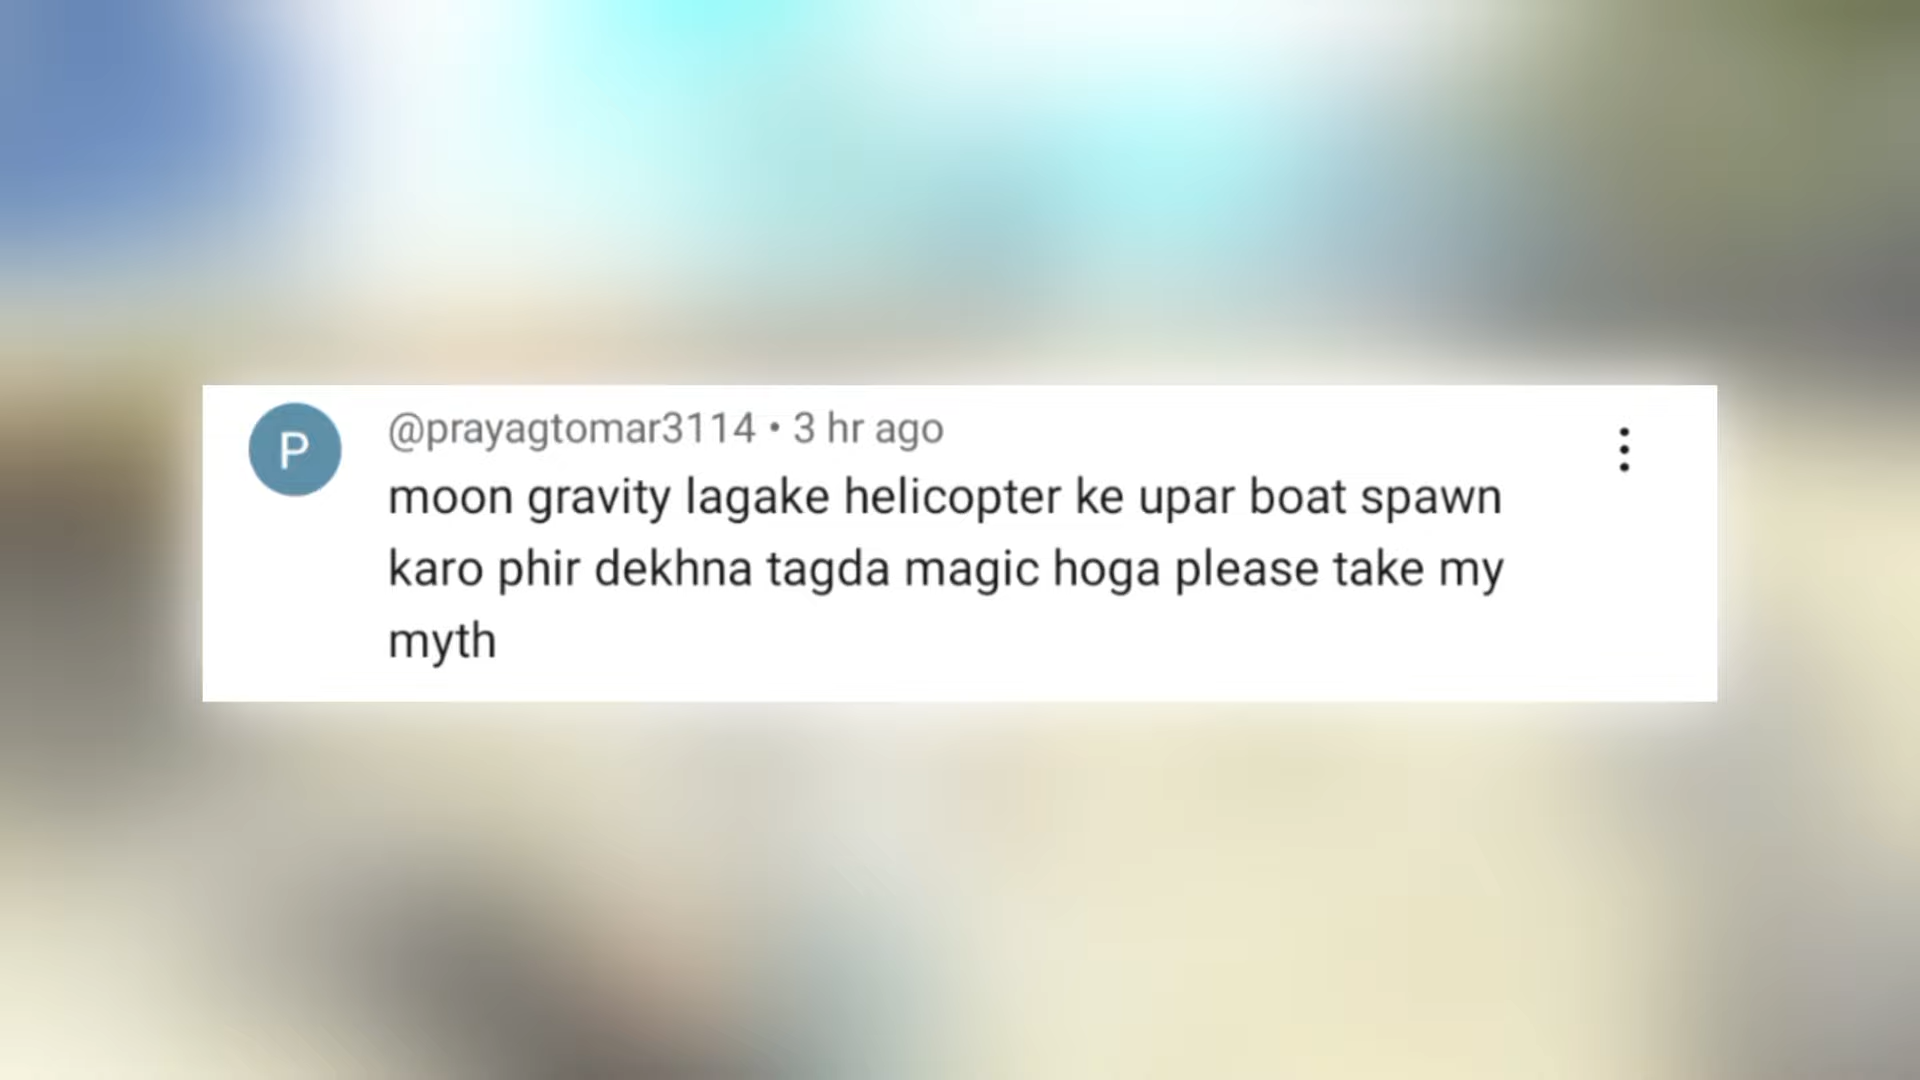 P
@prayagtomar3114 • 3 hr ago
moon gravity lagake helicopter ke upar boat spawn
karo phir dekhna tagda magic hoga please take my
myth